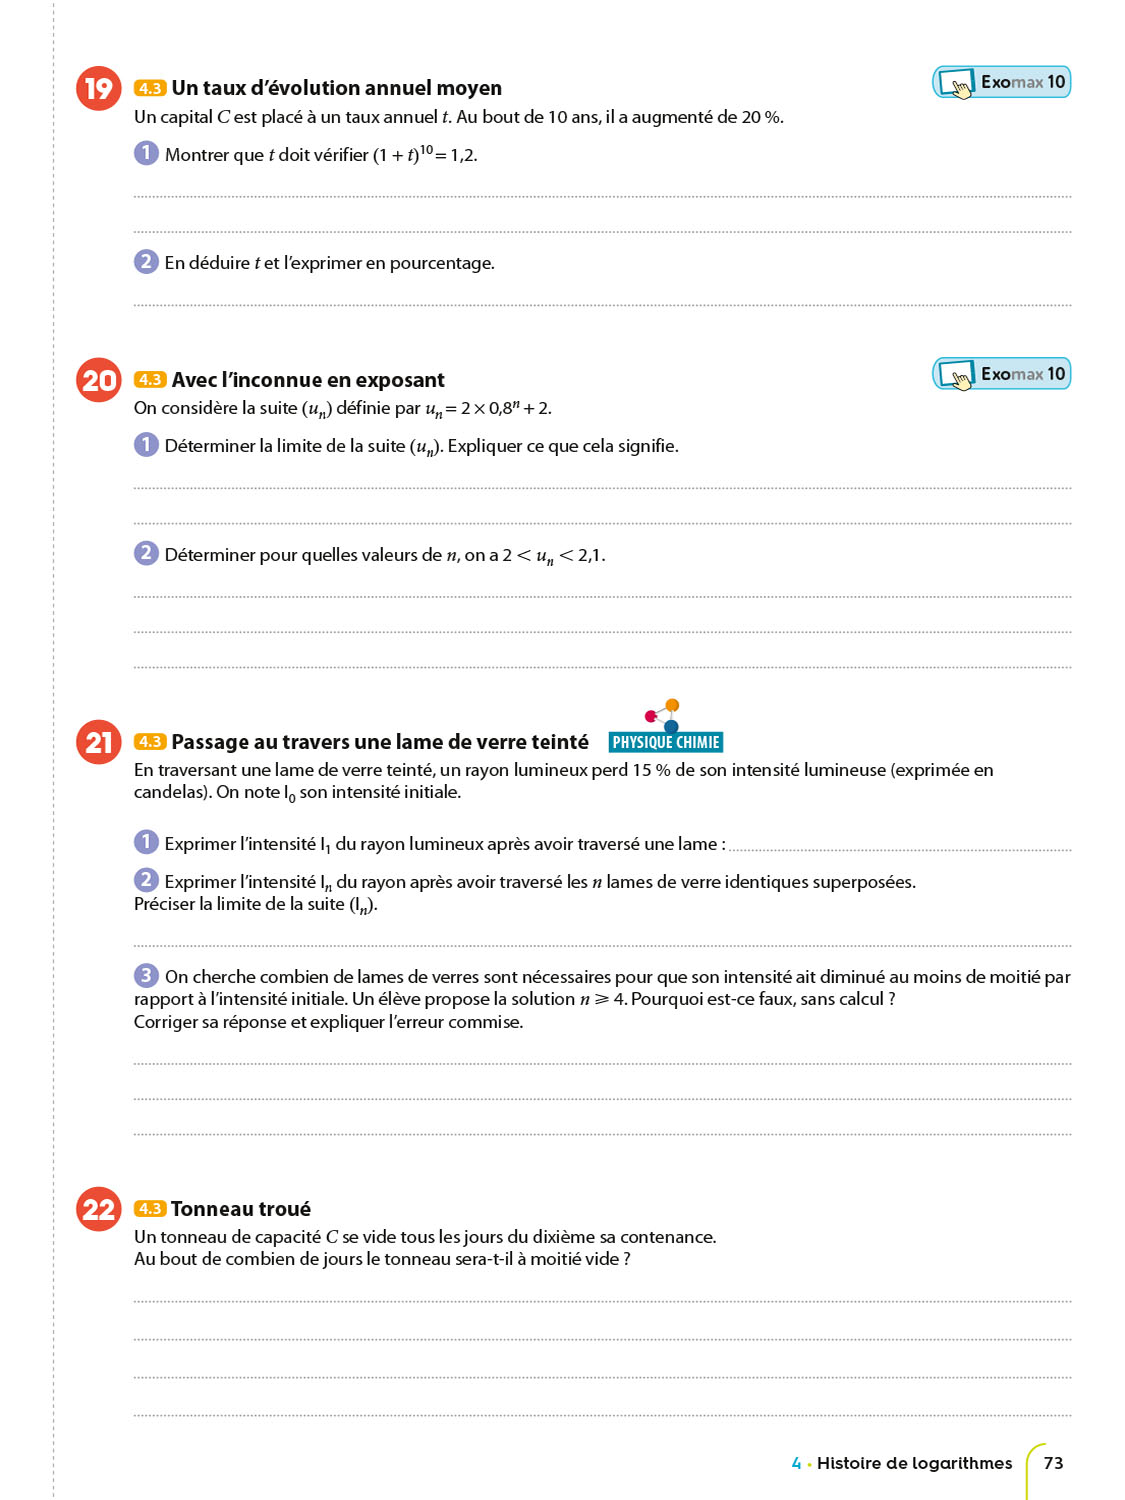 19 4.3 Un taux d’évolution annuel moyen Exomax 10
Un capital C est placé à un taux annuel t. Au bout de 10 ans, il a augmenté de 20 %.
1 Montrer que t doit vérifier (1 + t)¹⁰ = 1,2.
2 En déduire t et l’exprimer en pourcentage.
20 4.3 Avec l’inconnue en exposant Exomax 10
On considère la suite (uₙ) définie par uₙ = 2 × 0,8ⁿ + 2.
1 Déterminer la limite de la suite (uₙ). Expliquer ce que cela signifie.
2 Déterminer pour quelles valeurs de n, on a 2 < uₙ < 2,1.
21 4.3 Passage au travers une lame de verre teinté PHYSIQUE CHIMIE
En traversant une lame de verre teinté, un rayon lumineux perd 15 % de son intensité lumineuse (exprimée en
candelas). On note I₀ son intensité initiale.
1 Exprimer l’intensité I₁ du rayon lumineux après avoir traversé une lame :
2 Exprimer l’intensité Iₙ du rayon après avoir traversé les n lames de verre identiques superposées.
Préciser la limite de la suite (Iₙ).
3 On cherche combien de lames de verres sont nécessaires pour que son intensité ait diminué au moins de moitié par
rapport à l’intensité initiale. Un élève propose la solution n ⩾ 4. Pourquoi est-ce faux, sans calcul ?
Corriger sa réponse et expliquer l’erreur commise.
22 4.3 Tonneau troué
Un tonneau de capacité C se vide tous les jours du dixième sa contenance.
Au bout de combien de jours le tonneau sera-t-il à moitié vide ?
4 • Histoire de logarithmes 73